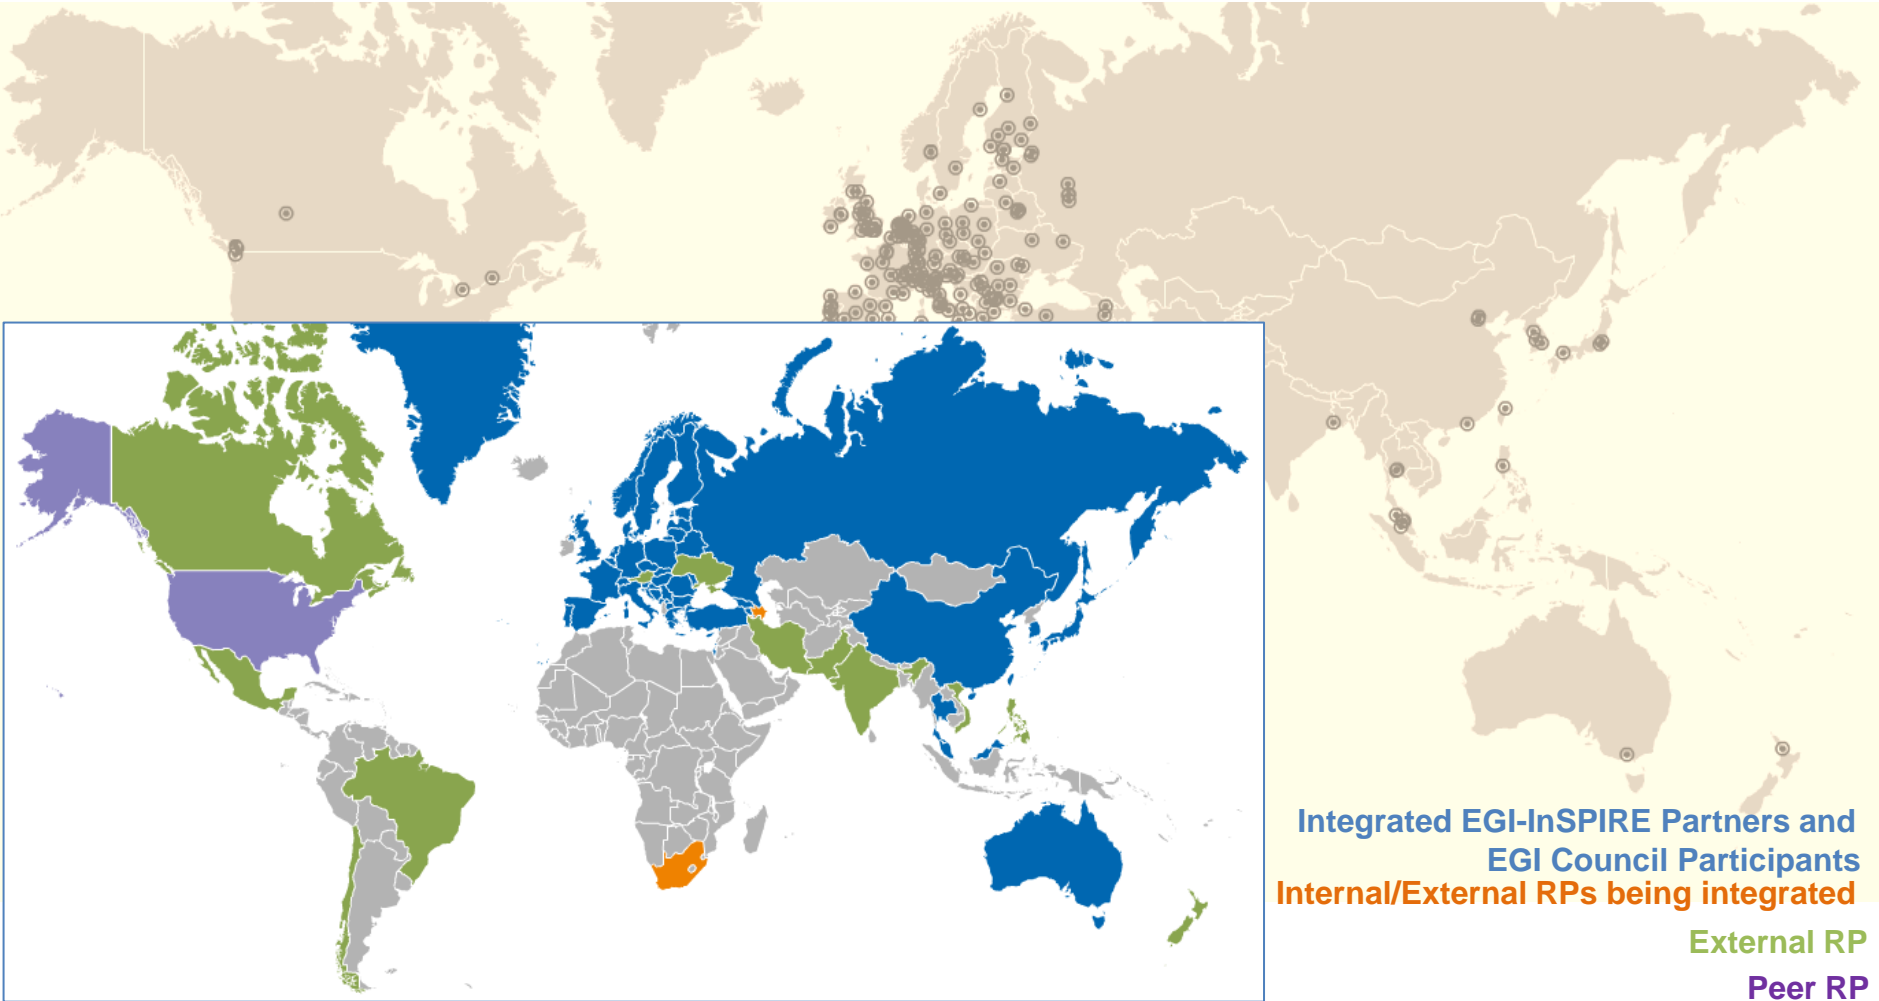 Integrated EGI-InSPIRE Partners and
EGI Council Participants
Internal/External RPs being integrated
External RP
Peer RP